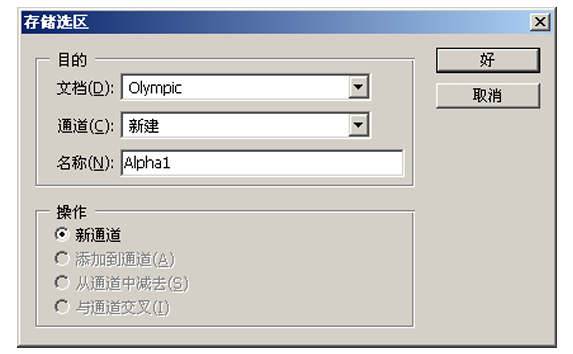 存储选区
目的
好
文档(D): Olympic
取消
通道(C): 新建
名称(N): Alpha1
操作
新通道
添加到通道(A)
从通道中减去(S)
与通道交叉(I)